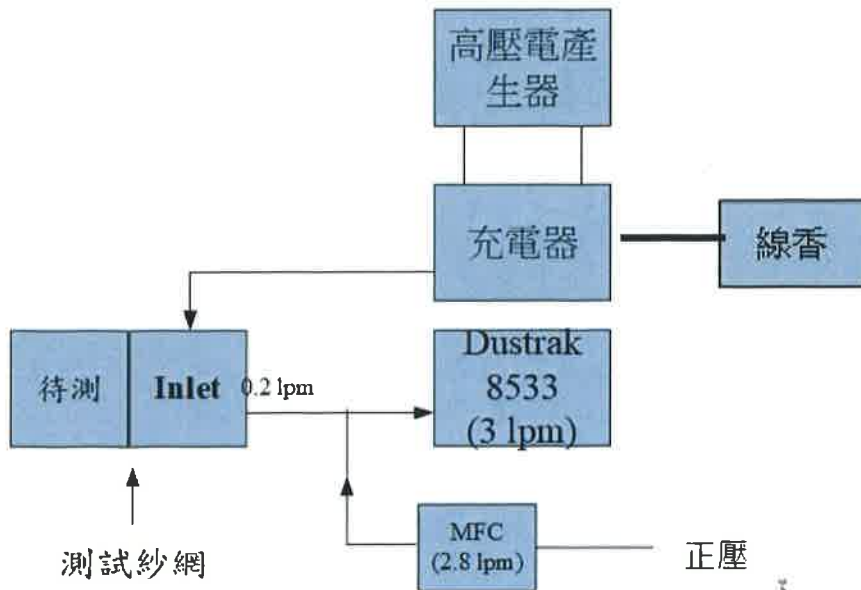 高壓電產
生器
充電器
線香
待測
Inlet
0.2 lpm
Dustrak
8533
(3 lpm)
測試紗網
MFC
(2.8 lpm)
正壓